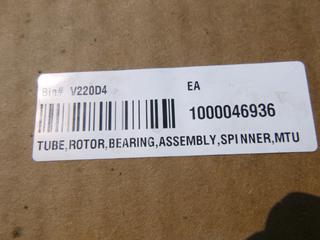 Bin# V220D4 EA
1000046936
TUBE,ROTOR,BEARING,ASSEMBLY,SPINNER,MTU